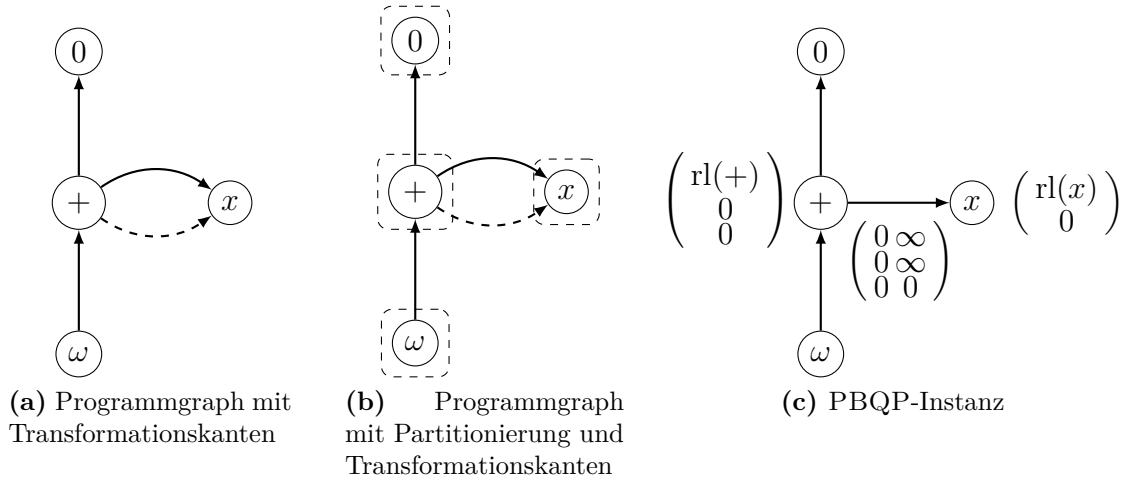 0
+
x
ω
(a) Programmgraph mit
Transformationskanten
0
+
x
ω
(b) Programmgraph
mit Partitionierung und
Transformationskanten
0
rl(+)
0
0
+
x
rl(x)
0
0 ∞
0 ∞
0 0
ω
(c) PBQP-Instanz